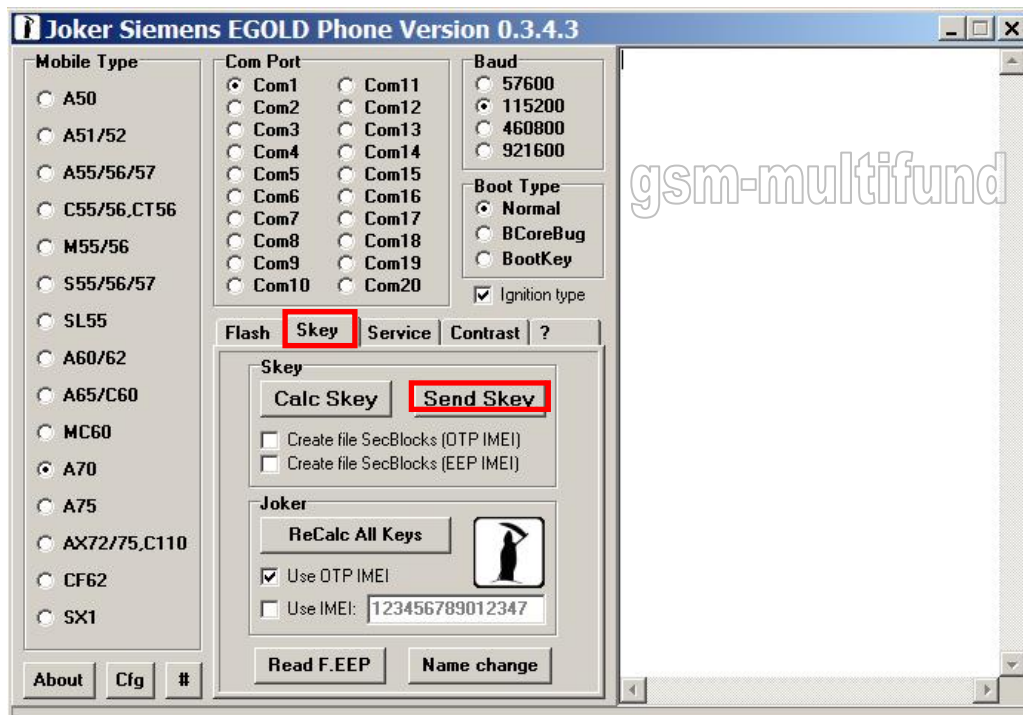 Joker Siemens EGOLD Phone Version 0.3.4.3
Mobile Type
A50
A51/52
A55/56/57
C55/56,CT56
M55/56
S55/56/57
SL55
A60/62
A65/C60
MC60
A70
A75
AX72/75,C110
CF62
SX1
About Cfg #
Com Port
Com1 Com11
Com2 Com12
Com3 Com13
Com4 Com14
Com5 Com15
Com6 Com16
Com7 Com17
Com8 Com18
Com9 Com19
Com10 Com20
Baud
57600
115200
460800
921600
Boot Type
Normal
BCoreBug
BootKey
Ignition type
Flash Skey Service Contrast ?
Skey
Calc Skey Send Skey
Create file SecBlocks (OTP IMEI)
Create file SecBlocks (EEP IMEI)
Joker
ReCalc All Keys
Use OTP IMEI
Use IMEI: 123456789012347
Read F.EEP Name change
gsm-multifund